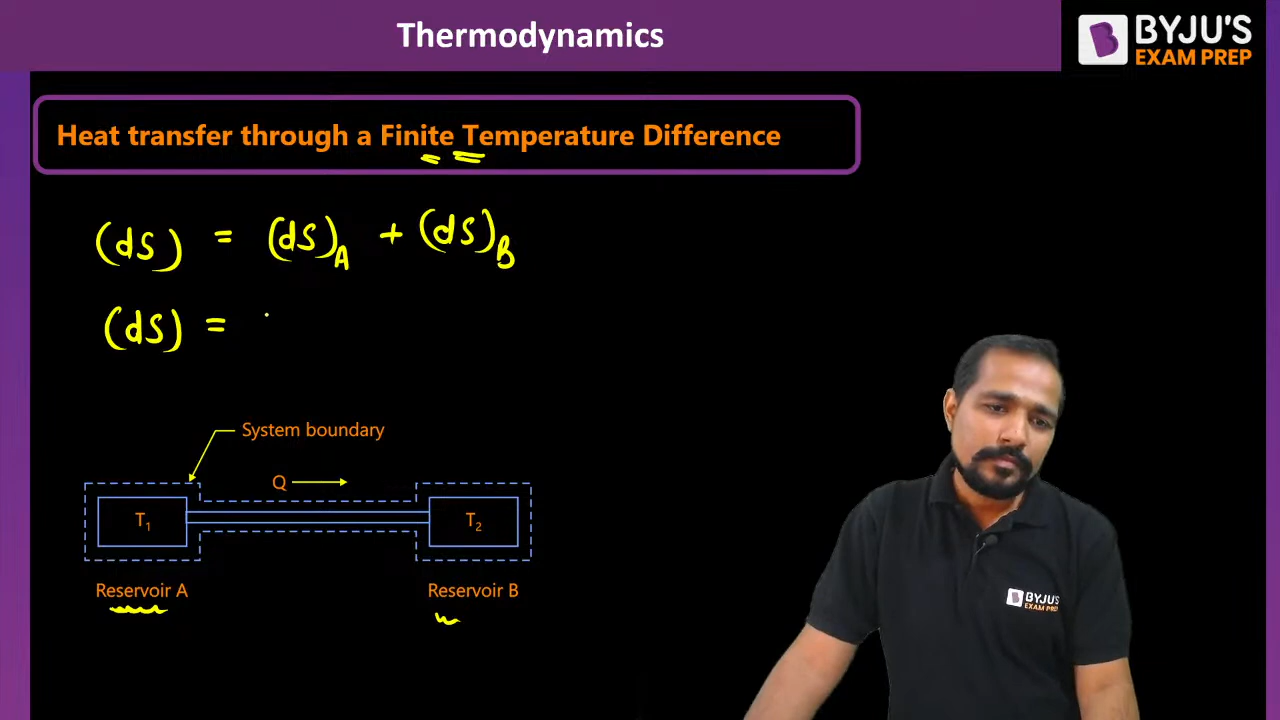 Thermodynamics
BYJU'S
EXAM PREP
Heat transfer through a Finite Temperature Difference
(dS) = (dS)A + (dS)B
(dS) =
System boundary
Q
T1
T2
Reservoir A
Reservoir B
BYJU'S
EXAM PREP